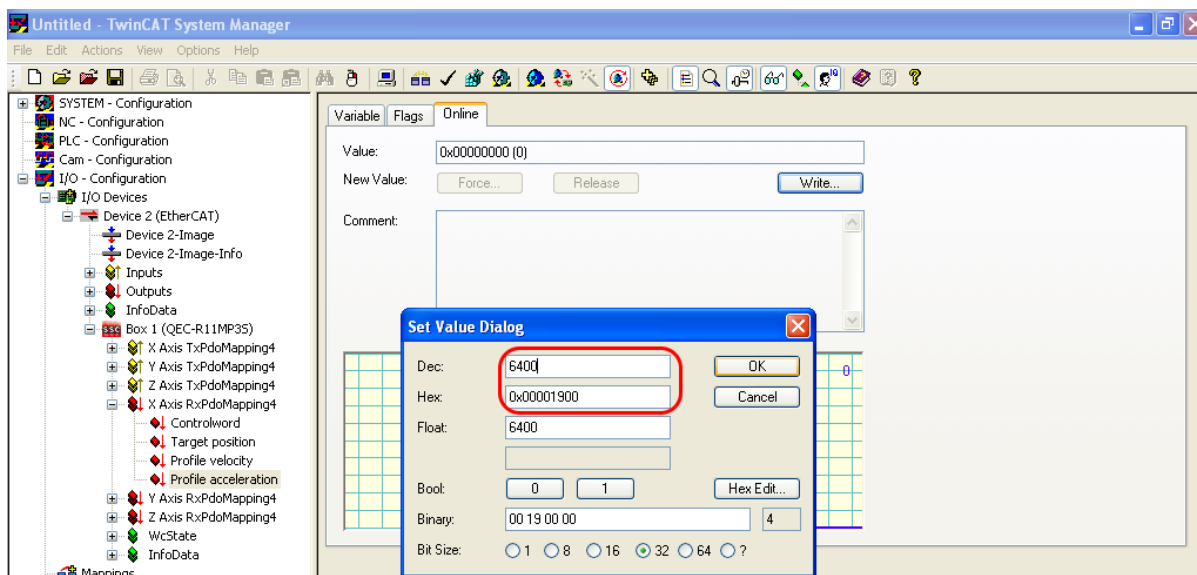 Untitled - TwinCAT System Manager
File Edit Actions View Options Help
SYSTEM - Configuration
NC - Configuration
PLC - Configuration
Cam - Configuration
I/O - Configuration
I/O Devices
Device 2 (EtherCAT)
Device 2-Image
Device 2-Image-Info
Inputs
Outputs
InfoData
Box 1 (QEC-R11MP3S)
X Axis TxPdoMapping4
Y Axis TxPdoMapping4
Z Axis TxPdoMapping4
X Axis RxPdoMapping4
Controlword
Target position
Profile velocity
Profile acceleration
Y Axis RxPdoMapping4
Z Axis RxPdoMapping4
WcState
InfoData
Mappings
Variable Flags Online
Value: 0x00000000 (0)
New Value: Force... Release Write...
Comment:
0
Set Value Dialog
Dec: 6400 OK
Hex: 0x00001900 Cancel
Float: 6400
Bool: 0 1 Hex Edit...
Binary: 00 19 00 00 4
Bit Size: 1 8 16 32 64 ?